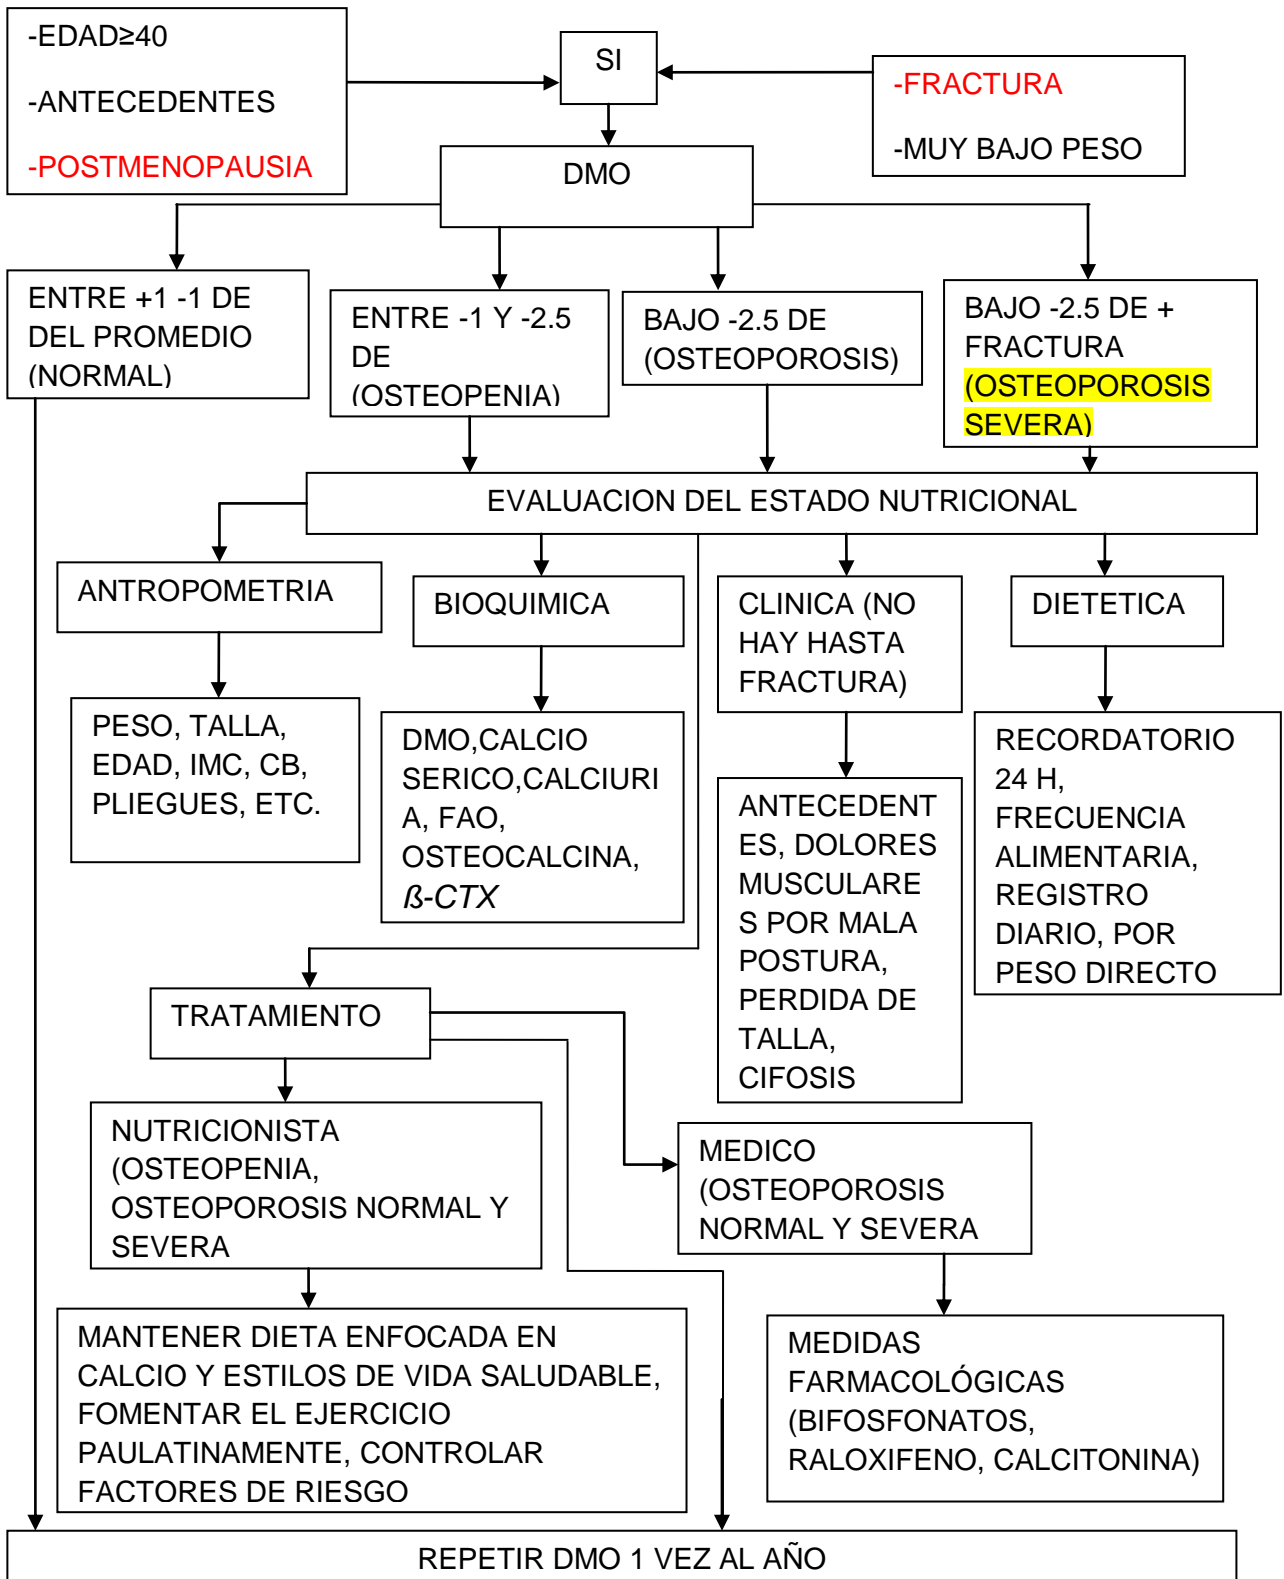 -EDAD≥40
-ANTECEDENTES
-POSTMENOPAUSIA
SI
-FRACTURA
-MUY BAJO PESO
DMO
ENTRE +1 -1 DE
DEL PROMEDIO
(NORMAL)
ENTRE -1 Y -2.5
DE
(OSTEOPENIA)
BAJO -2.5 DE
(OSTEOPOROSIS)
BAJO -2.5 DE +
FRACTURA
(OSTEOPOROSIS
SEVERA)
EVALUACION DEL ESTADO NUTRICIONAL
ANTROPOMETRIA
BIOQUIMICA
CLINICA (NO
HAY HASTA
FRACTURA)
DIETETICA
PESO, TALLA,
EDAD, IMC, CB,
PLIEGUES, ETC.
DMO,CALCIO
SERICO,CALCIURI
A, FAO,
OSTEOCALCINA,
ß-CTX
ANTECEDENT
ES, DOLORES
MUSCULARE
S POR MALA
POSTURA,
PERDIDA DE
TALLA,
CIFOSIS
RECORDATORIO
24 H,
FRECUENCIA
ALIMENTARIA,
REGISTRO
DIARIO, POR
PESO DIRECTO
TRATAMIENTO
NUTRICIONISTA
(OSTEOPENIA,
OSTEOPOROSIS NORMAL Y
SEVERA
MEDICO
(OSTEOPOROSIS
NORMAL Y SEVERA
MANTENER DIETA ENFOCADA EN
CALCIO Y ESTILOS DE VIDA SALUDABLE,
FOMENTAR EL EJERCICIO
PAULATINAMENTE, CONTROLAR
FACTORES DE RIESGO
MEDIDAS
FARMACOLÓGICAS
(BIFOSFONATOS,
RALOXIFENO, CALCITONINA)
REPETIR DMO 1 VEZ AL AÑO